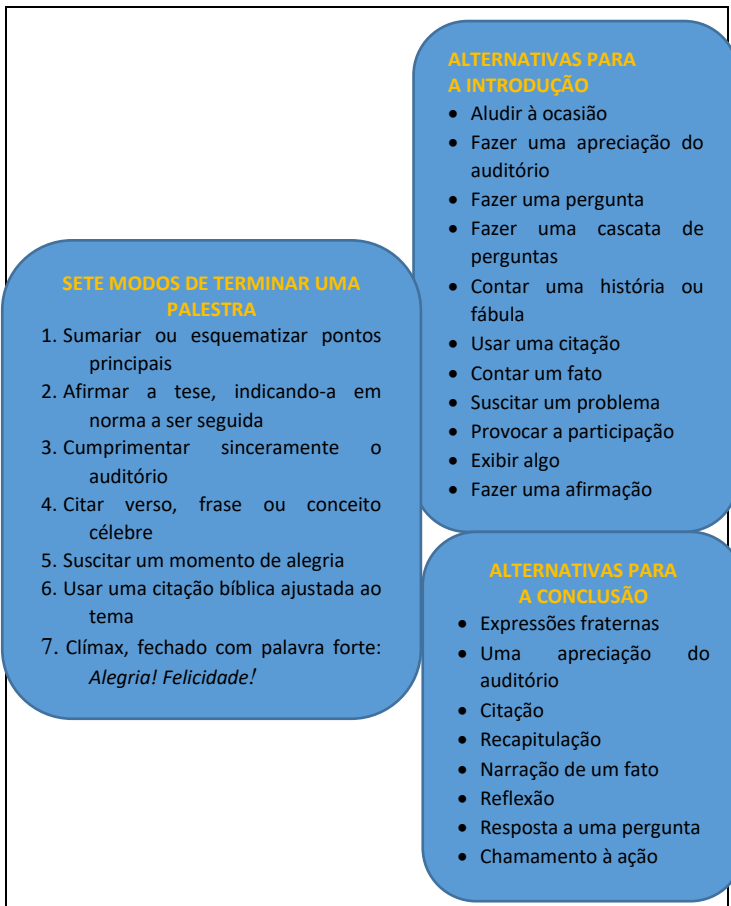 ALTERNATIVAS PARA
A INTRODUÇÃO
• Aludir à ocasião
• Fazer uma apreciação do
auditório
• Fazer uma pergunta
• Fazer uma cascata de
perguntas
• Contar uma história ou
fábula
• Usar uma citação
• Contar um fato
• Suscitar um problema
• Provocar a participação
• Exibir algo
• Fazer uma afirmação
SETE MODOS DE TERMINAR UMA
PALESTRA
1. Sumariar ou esquematizar pontos
principais
2. Afirmar a tese, indicando-a em
norma a ser seguida
3. Cumprimentar sinceramente o
auditório
4. Citar verso, frase ou conceito
célebre
5. Suscitar um momento de alegria
6. Usar uma citação bíblica ajustada ao
tema
7. Clímax, fechado com palavra forte:
Alegria! Felicidade!
ALTERNATIVAS PARA
A CONCLUSÃO
• Expressões fraternas
• Uma apreciação do
auditório
• Citação
• Recapitulação
• Narração de um fato
• Reflexão
• Resposta a uma pergunta
• Chamamento à ação